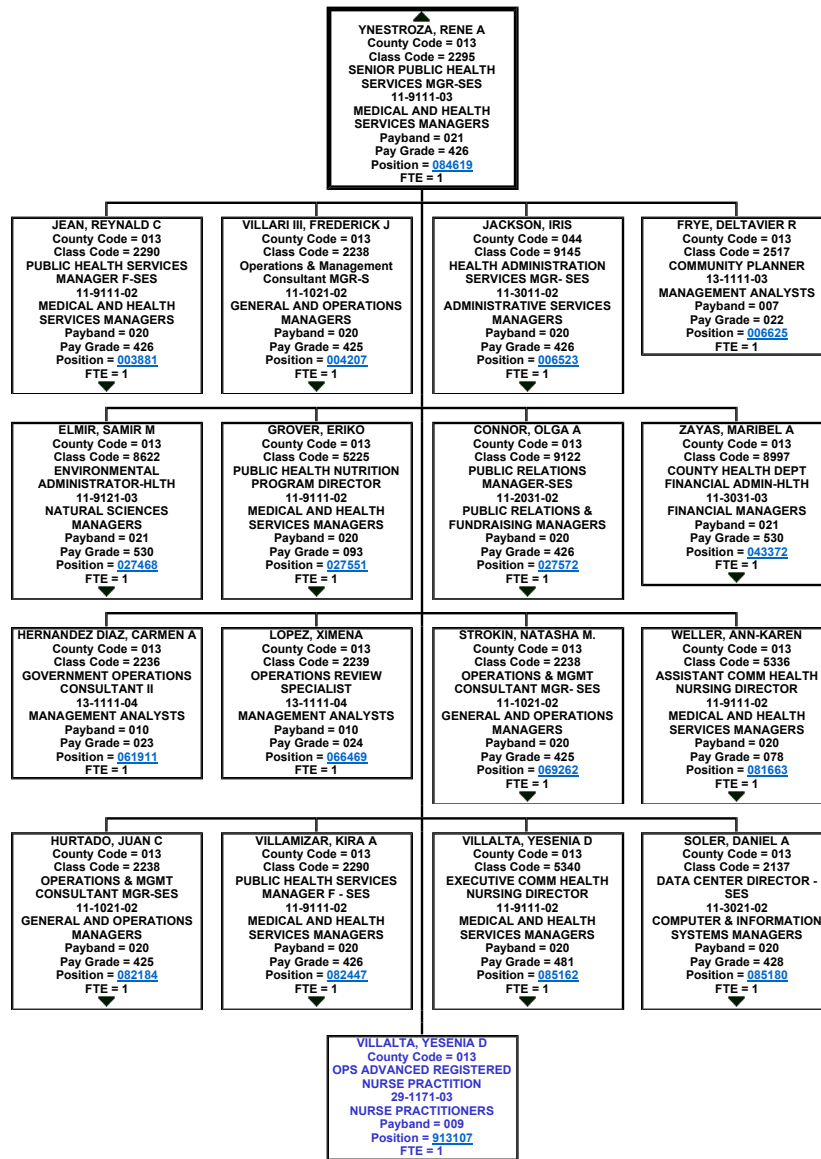 YNESTROZA, RENE A
County Code = 013
Class Code = 2295
SENIOR PUBLIC HEALTH
SERVICES MGR-SES
11-9111-03
MEDICAL AND HEALTH
SERVICES MANAGERS
Payband = 021
Pay Grade = 426
Position = 084619
FTE = 1
JEAN, REYNALD C
County Code = 013
Class Code = 2290
PUBLIC HEALTH SERVICES
MANAGER F-SES
11-9111-02
MEDICAL AND HEALTH
SERVICES MANAGERS
Payband = 020
Pay Grade = 426
Position = 003881
FTE = 1
VILLARI III, FREDERICK J
County Code = 013
Class Code = 2238
Operations & Management
Consultant MGR-S
11-1021-02
GENERAL AND OPERATIONS
MANAGERS
Payband = 020
Pay Grade = 425
Position = 004207
FTE = 1
JACKSON, IRIS
County Code = 044
Class Code = 9145
HEALTH ADMINISTRATION
SERVICES MGR- SES
11-3011-02
ADMINISTRATIVE SERVICES
MANAGERS
Payband = 020
Pay Grade = 426
Position = 006523
FTE = 1
FRYE, DELTAVIER R
County Code = 013
Class Code = 2517
COMMUNITY PLANNER
13-1111-03
MANAGEMENT ANALYSTS
Payband = 007
Pay Grade = 022
Position = 006625
FTE = 1
ELMIR, SAMIR M
County Code = 013
Class Code = 8622
ENVIRONMENTAL
ADMINISTRATOR-HLTH
11-9121-03
NATURAL SCIENCES
MANAGERS
Payband = 021
Pay Grade = 530
Position = 027468
FTE = 1
GROVER, ERIKO
County Code = 013
Class Code = 5225
PUBLIC HEALTH NUTRITION
PROGRAM DIRECTOR
11-9111-02
MEDICAL AND HEALTH
SERVICES MANAGERS
Payband = 020
Pay Grade = 093
Position = 027551
FTE = 1
CONNOR, OLGA A
County Code = 013
Class Code = 9122
PUBLIC RELATIONS
MANAGER-SES
11-2031-02
PUBLIC RELATIONS &
FUNDRAISING MANAGERS
Payband = 020
Pay Grade = 426
Position = 027572
FTE = 1
ZAYAS, MARIBEL A
County Code = 013
Class Code = 8997
COUNTY HEALTH DEPT
FINANCIAL ADMIN-HLTH
11-3031-03
FINANCIAL MANAGERS
Payband = 021
Pay Grade = 530
Position = 043372
FTE = 1
HERNANDEZ DIAZ, CARMEN A
County Code = 013
Class Code = 2236
GOVERNMENT OPERATIONS
CONSULTANT II
13-1111-04
MANAGEMENT ANALYSTS
Payband = 010
Pay Grade = 023
Position = 061911
FTE = 1
LOPEZ, XIMENA
County Code = 013
Class Code = 2239
OPERATIONS REVIEW
SPECIALIST
13-1111-04
MANAGEMENT ANALYSTS
Payband = 010
Pay Grade = 024
Position = 066469
FTE = 1
STROKIN, NATASHA M.
County Code = 013
Class Code = 2238
OPERATIONS & MGMT
CONSULTANT MGR- SES
11-1021-02
GENERAL AND OPERATIONS
MANAGERS
Payband = 020
Pay Grade = 425
Position = 069262
FTE = 1
WELLER, ANN-KAREN
County Code = 013
Class Code = 5336
ASSISTANT COMM HEALTH
NURSING DIRECTOR
11-9111-02
MEDICAL AND HEALTH
SERVICES MANAGERS
Payband = 020
Pay Grade = 078
Position = 081663
FTE = 1
HURTADO, JUAN C
County Code = 013
Class Code = 2238
OPERATIONS & MGMT
CONSULTANT MGR-SES
11-1021-02
GENERAL AND OPERATIONS
MANAGERS
Payband = 020
Pay Grade = 425
Position = 082184
FTE = 1
VILLAMIZAR, KIRA A
County Code = 013
Class Code = 2290
PUBLIC HEALTH SERVICES
MANAGER F - SES
11-9111-02
MEDICAL AND HEALTH
SERVICES MANAGERS
Payband = 020
Pay Grade = 426
Position = 082447
FTE = 1
VILLALTA, YESENIA D
County Code = 013
Class Code = 5340
EXECUTIVE COMM HEALTH
NURSING DIRECTOR
11-9111-02
MEDICAL AND HEALTH
SERVICES MANAGERS
Payband = 020
Pay Grade = 481
Position = 085162
FTE = 1
SOLER, DANIEL A
County Code = 013
Class Code = 2137
DATA CENTER DIRECTOR -
SES
11-3021-02
COMPUTER & INFORMATION
SYSTEMS MANAGERS
Payband = 020
Pay Grade = 428
Position = 085180
FTE = 1
VILLALTA, YESENIA D
County Code = 013
OPS ADVANCED REGISTERED
NURSE PRACTITION
29-1171-03
NURSE PRACTITIONERS
Payband = 009
Position = 913107
FTE = 1